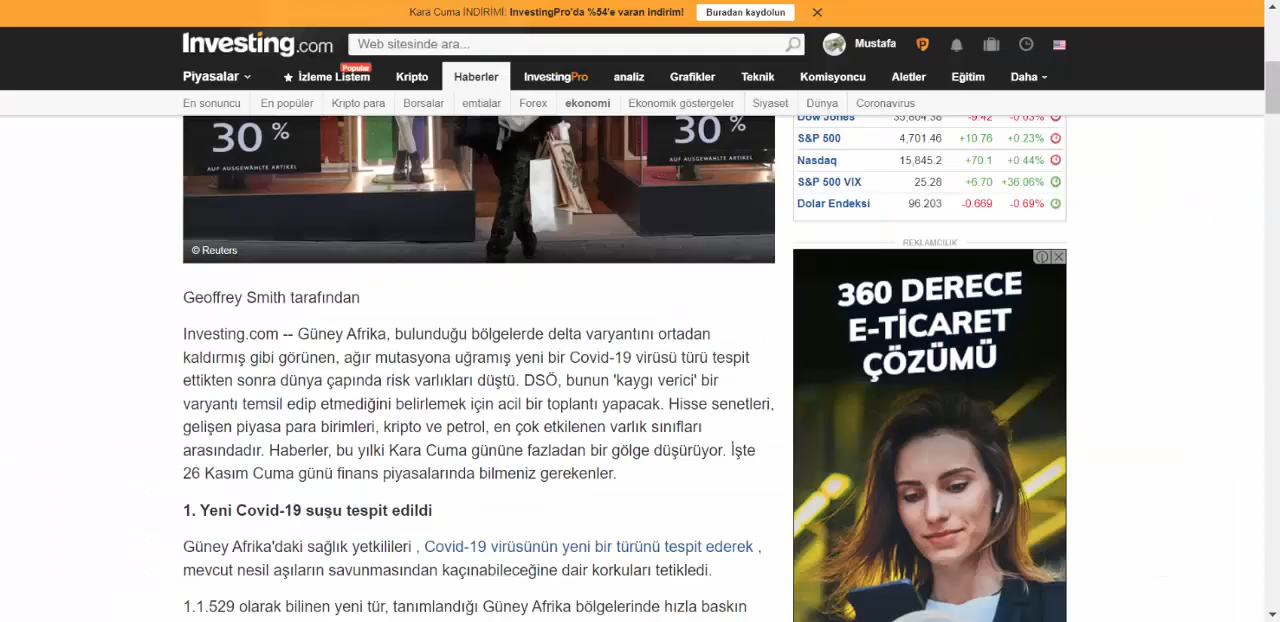 Kara Cuma İNDİRİMİ: InvestingPro'da %54'e varan indirim! Buradan kaydolun
Investing.com Web sitesinde ara... Mustafa
Popular
Piyasalar İzleme Listem Kripto Haberler InvestingPro analiz Grafikler Teknik Komisyoncu Aletler Eğitim Daha
En sonuncu En popüler Kripto para Borsalar emtialar Forex ekonomi Ekonomik göstergeler Siyaset Dünya Coronavirus
30 %
AUF AUSGEWÄHLTE ARTIKEL
30 %
AUF AUSGEWÄHLTE ARTIKEL
© Reuters
Dow Jones 35,804.38 -9.42 -0.03%
S&P 500 4,701.46 +10.76 +0.23%
Nasdaq 15,845.2 +70.1 +0.44%
S&P 500 VIX 25.28 +6.70 +36.06%
Dolar Endeksi 96.203 -0.669 -0.69%
REKLAMCILIK
360 DERECE
E-TİCARET
ÇÖZÜMÜ
Geoffrey Smith tarafından
Investing.com -- Güney Afrika, bulunduğu bölgelerde delta varyantını ortadan
kaldırmış gibi görünen, ağır mutasyona uğramış yeni bir Covid-19 virüsü türü tespit
ettikten sonra dünya çapında risk varlıkları düştü. DSÖ, bunun 'kaygı verici' bir
varyantı temsil edip etmediğini belirlemek için acil bir toplantı yapacak. Hisse senetleri,
gelişen piyasa para birimleri, kripto ve petrol, en çok etkilenen varlık sınıfları
arasındadır. Haberler, bu yılki Kara Cuma gününe fazladan bir gölge düşürüyor. İşte
26 Kasım Cuma günü finans piyasalarında bilmeniz gerekenler.
1. Yeni Covid-19 suşu tespit edildi
Güney Afrika'daki sağlık yetkilileri , Covid-19 virüsünün yeni bir türünü tespit ederek ,
mevcut nesil aşıların savunmasından kaçınabileceğine dair korkuları tetikledi.
1.1.529 olarak bilinen yeni tür, tanımlandığı Güney Afrika bölgelerinde hızla baskın